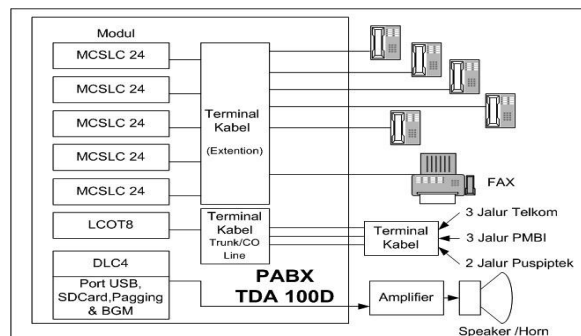 Modul
MCSLC 24
MCSLC 24
MCSLC 24
MCSLC 24
MCSLC 24
LCOT8
DLC4
Port USB,
SDCard,Pagging
& BGM
Terminal
Kabel
(Extention)
Terminal
Kabel
Trunk/CO
Line
PABX
TDA 100D
FAX
Terminal
Kabel
3 Jalur Telkom
3 Jalur PMBI
2 Jalur Puspiptek
Amplifier
Speaker /Horn